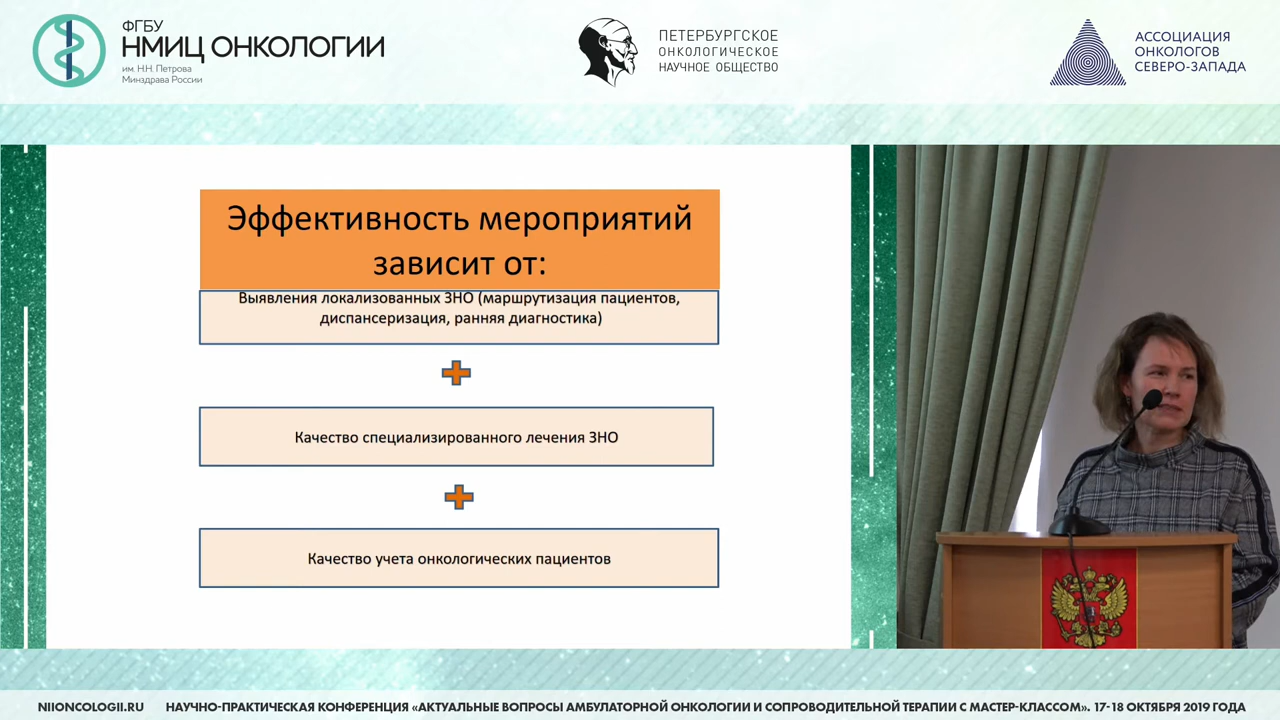 ФГБУ
НМИЦ ОНКОЛОГИИ
им. Н.Н. Петрова
Минздрава России
ПЕТЕРБУРГСКОЕ
ОНКОЛОГИЧЕСКОЕ
НАУЧНОЕ ОБЩЕСТВО
АССОЦИАЦИЯ
ОНКОЛОГОВ
СЕВЕРО-ЗАПАДА
Эффективность мероприятий
зависит от:
Выявления локализованных ЗНО (маршрутизация пациентов,
диспансеризация, ранняя диагностика)
Качество специализированного лечения ЗНО
Качество учета онкологических пациентов
NIIONCOLOGII.RU НАУЧНО-ПРАКТИЧЕСКАЯ КОНФЕРЕНЦИЯ «АКТУАЛЬНЫЕ ВОПРОСЫ АМБУЛАТОРНОЙ ОНКОЛОГИИ И СОПРОВОДИТЕЛЬНОЙ ТЕРАПИИ С МАСТЕР-КЛАССОМ». 17-18 ОКТЯБРЯ 2019 ГОДА